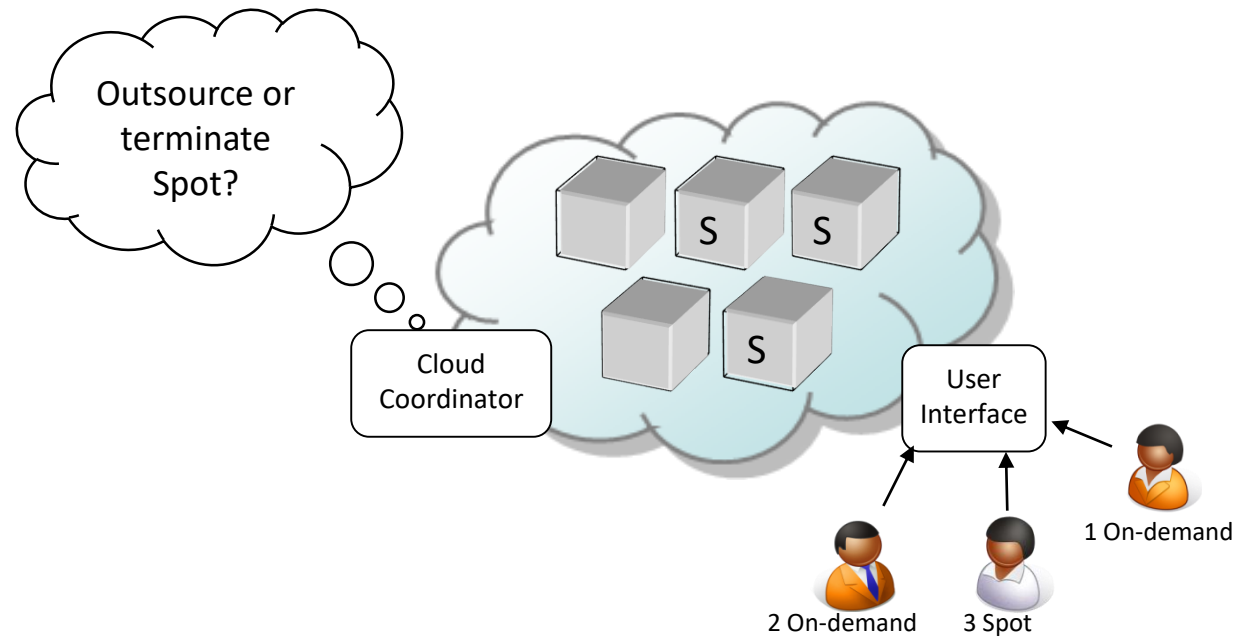 Outsource or
terminate
Spot?
S
S
S
Cloud
Coordinator
User
Interface
1 On-demand
2 On-demand
3 Spot